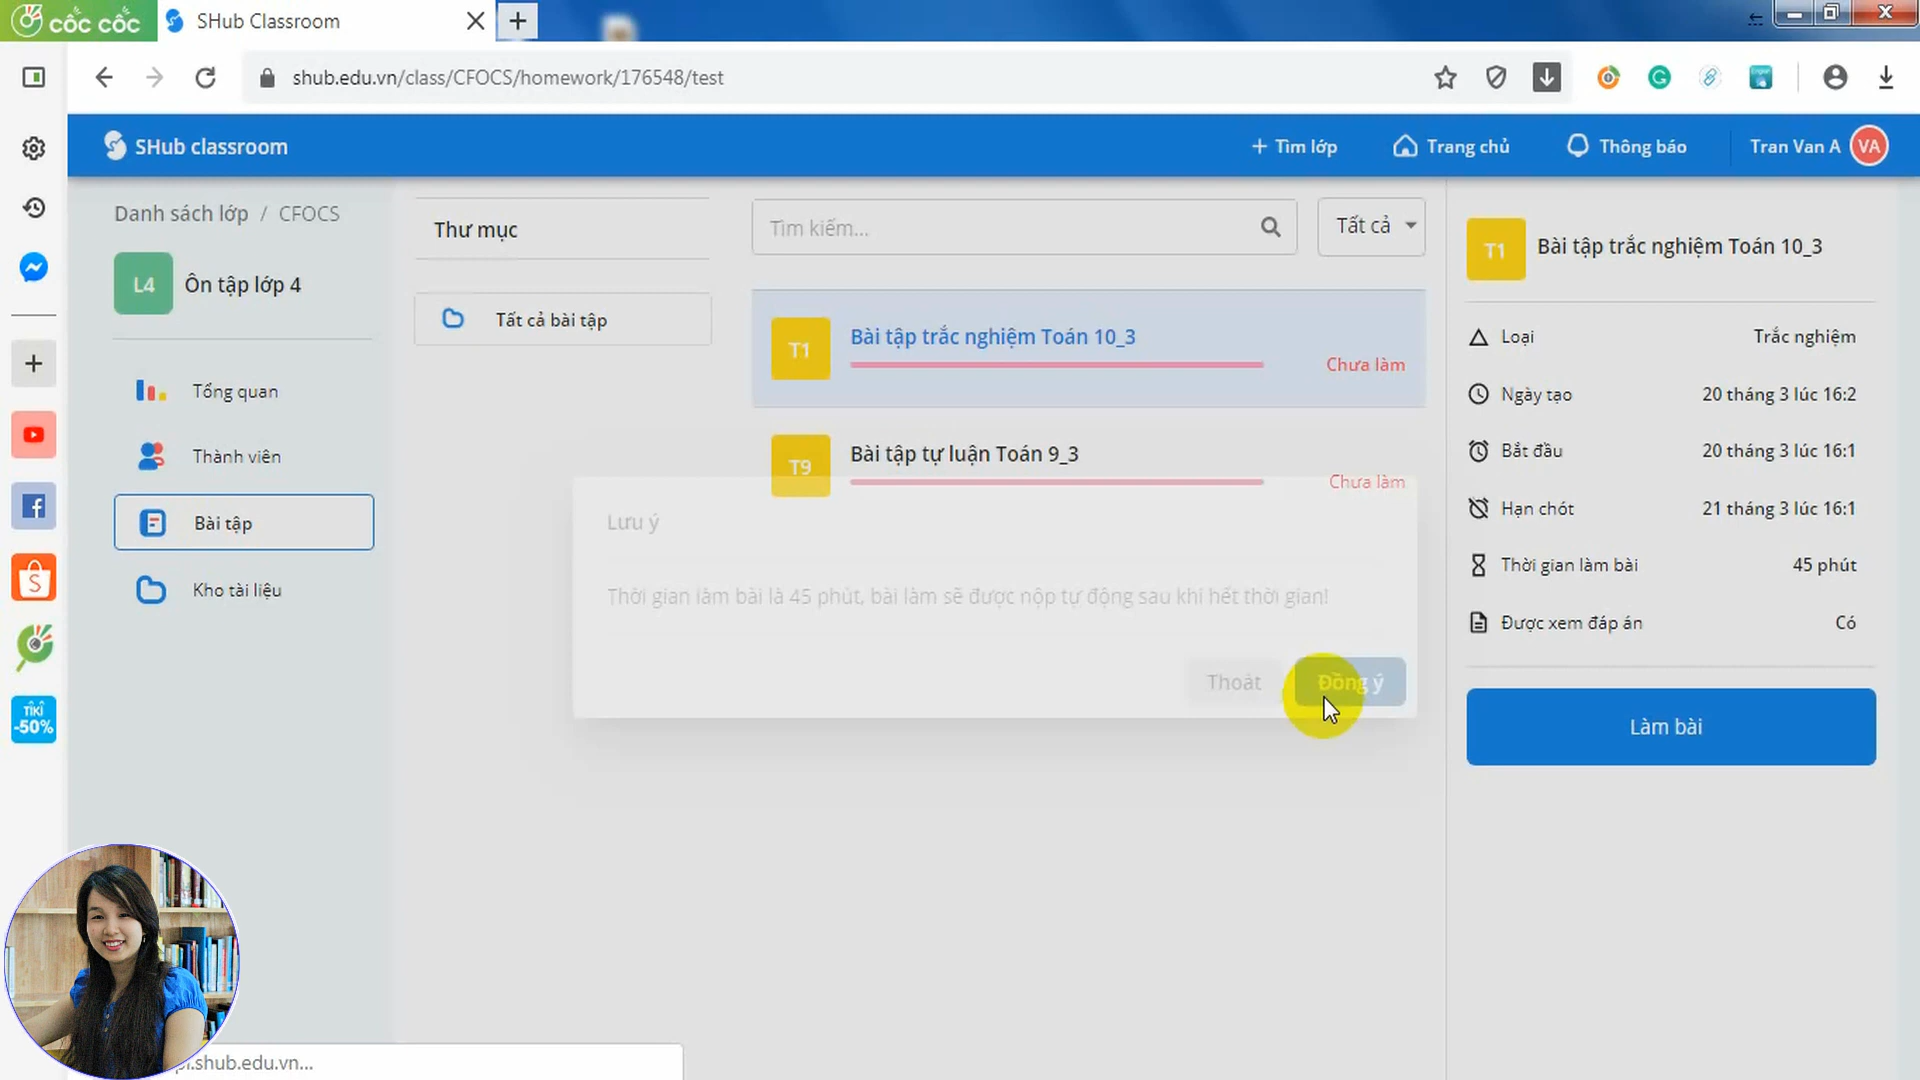 cốc cốc
SHub Classroom
shub.edu.vn/class/CFOCS/homework/176548/test
SHub classroom
+ Tìm lớp
Trang chủ
Thông báo
Tran Van A
VA
Danh sách lớp / CFOCS
L4
Ôn tập lớp 4
Tổng quan
Thành viên
Bài tập
Kho tài liệu
TIKI
-50%
Thư mục
Tất cả bài tập
Tìm kiếm...
Tất cả
T1
Bài tập trắc nghiệm Toán 10_3
Chưa làm
T9
Bài tập tự luận Toán 9_3
Chưa làm
Lưu ý
Thời gian làm bài là 45 phút, bài làm sẽ được nộp tự động sau khi hết thời gian!
Thoát
Đồng ý
T1
Bài tập trắc nghiệm Toán 10_3
Loại
Trắc nghiệm
Ngày tạo
20 tháng 3 lúc 16:2
Bắt đầu
20 tháng 3 lúc 16:1
Hạn chót
21 tháng 3 lúc 16:1
Thời gian làm bài
45 phút
Được xem đáp án
Có
Làm bài
.shub.edu.vn...